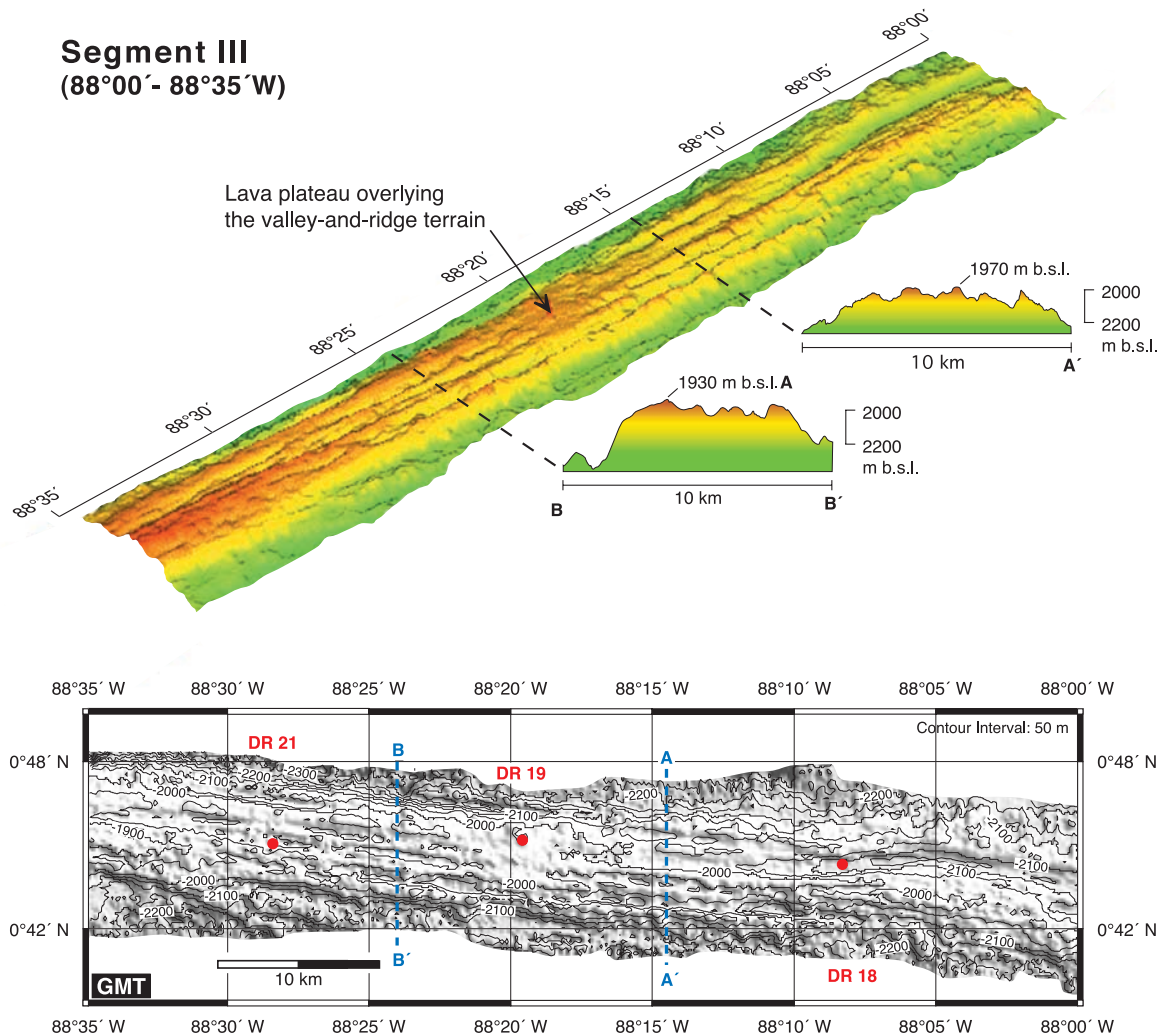 Segment III
(88°00´- 88°35´W)
88°00´
88°05´
88°10´
88°15´
88°20´
88°25´
88°30´
88°35´
Lava plateau overlying
the valley-and-ridge terrain
1970 m b.s.l.
2000
2200
m b.s.l.
10 km
A´
1930 m b.s.l.
A
2000
2200
m b.s.l.
10 km
B
B´
88°35´ W
88°30´ W
88°25´ W
88°20´ W
88°15´ W
88°10´ W
88°05´ W
88°00´ W
Contour Interval: 50 m
DR 21
B
DR 19
A
0°48´ N
0°48´ N
-2100
-2200
-2300
-2200
-2200
-2100
2000
-2100
-2100
2000
-1900
-2100
-2000
-2000
-2000
-2000
-2100
-2100
-2100
-2200
-2200
0°42´ N
0°42´ N
B´
A´
DR 18
10 km
GMT
88°35´ W
88°30´ W
88°25´ W
88°20´ W
88°15´ W
88°10´ W
88°05´ W
88°00´ W